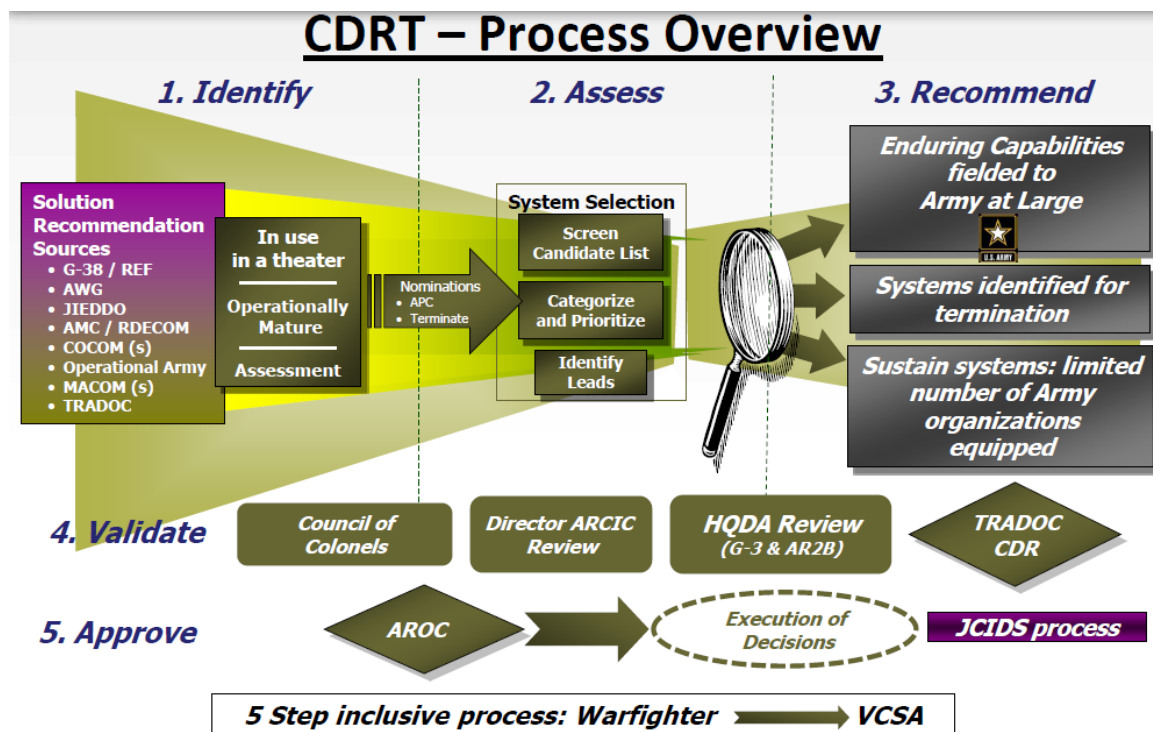 CDRT – Process Overview
1. Identify
2. Assess
3. Recommend
Solution
Recommendation
Sources
• G-38 / REF
• AWG
• JIEDDO
• AMC / RDECOM
• COCOM (s)
• Operational Army
• MACOM (s)
• TRADOC
In use
in a theater
Operationally
Mature
Assessment
Nominations
• APC
• Terminate
System Selection
Screen
Candidate List
Categorize
and Prioritize
Identify
Leads
Enduring Capabilities
fielded to
Army at Large
U.S. ARMY
Systems identified for
termination
Sustain systems: limited
number of Army
organizations
equipped
4. Validate
Council of
Colonels
Director ARCIC
Review
HQDA Review
(G-3 & AR2B)
TRADOC
CDR
5. Approve
AROC
Execution of
Decisions
JCIDS process
5 Step inclusive process: Warfighter VCSA